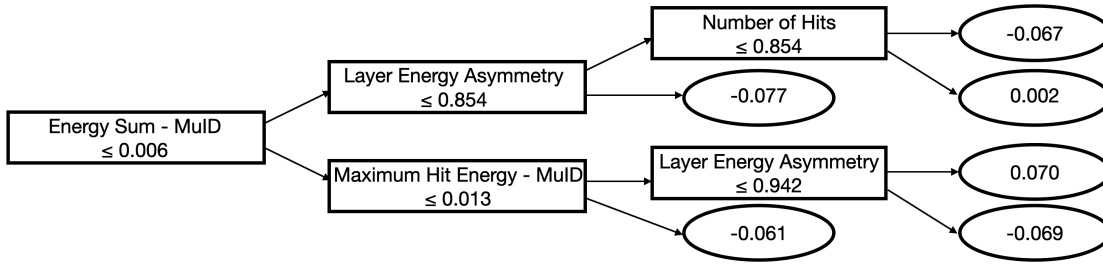 Energy Sum - MuID
≤ 0.006
Layer Energy Asymmetry
≤ 0.854
Maximum Hit Energy - MuID
≤ 0.013
Number of Hits
≤ 0.854
-0.077
Layer Energy Asymmetry
≤ 0.942
-0.061
-0.067
0.002
0.070
-0.069